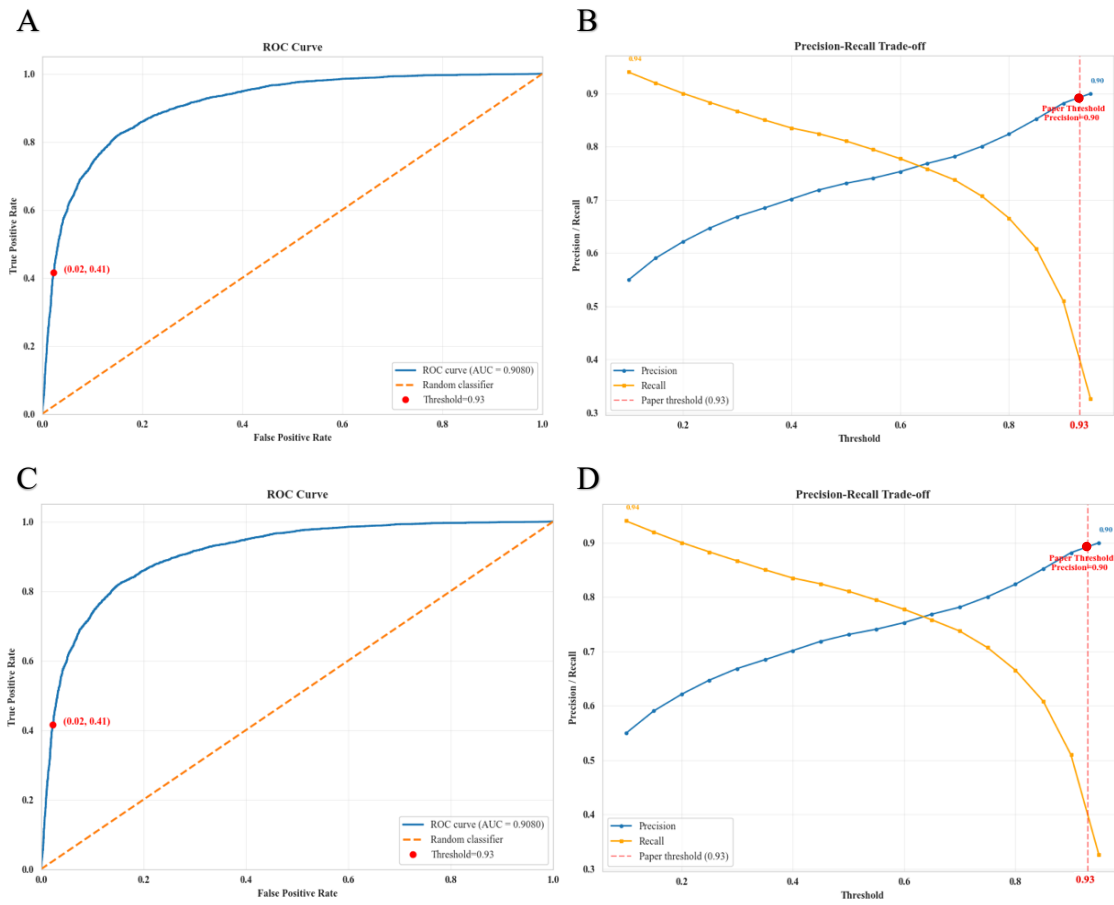 A
ROC Curve
True Positive Rate
1.0
0.8
0.6
0.4
0.2
0.0
(0.02, 0.41)
ROC curve (AUC = 0.9080)
Random classifier
Threshold=0.93
0.0 0.2 0.4 0.6 0.8 1.0
False Positive Rate
B
Precision-Recall Trade-off
Precision / Recall
0.9
0.8
0.7
0.6
0.5
0.4
0.3
0.94
0.90
Paper Threshold
Precision=0.90
Precision
Recall
Paper threshold (0.93)
0.2 0.4 0.6 0.8 0.93
Threshold
C
ROC Curve
True Positive Rate
1.0
0.8
0.6
0.4
0.2
0.0
(0.02, 0.41)
ROC curve (AUC = 0.9080)
Random classifier
Threshold=0.93
0.0 0.2 0.4 0.6 0.8 1.0
False Positive Rate
D
Precision-Recall Trade-off
Precision / Recall
0.9
0.8
0.7
0.6
0.5
0.4
0.3
0.94
0.90
Paper Threshold
Precision=0.90
Precision
Recall
Paper threshold (0.93)
0.2 0.4 0.6 0.8 0.93
Threshold